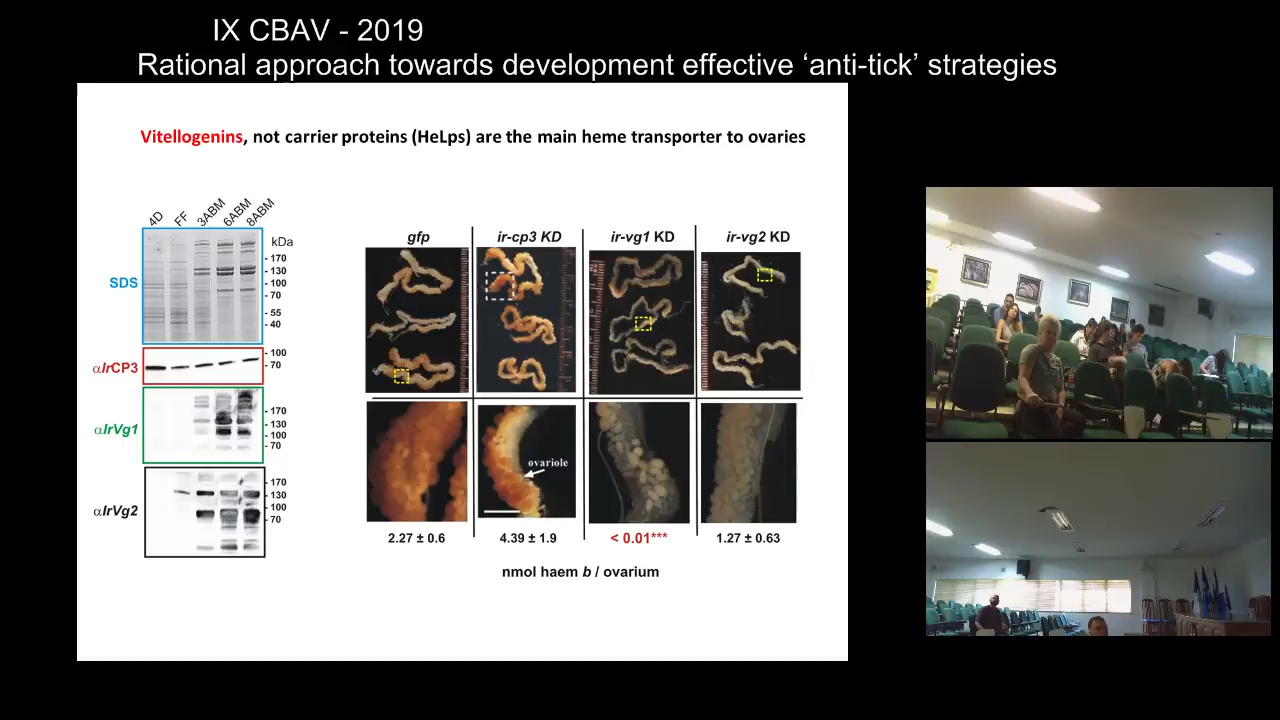 IX CBAV - 2019
Rational approach towards development effective ‘anti-tick’ strategies
Vitellogenins, not carrier proteins (HeLps) are the main heme transporter to ovaries
4D FF 3ABM 6ABM 8ABM
kDa
SDS
- 170
- 130
- 100
- 70
- 55
- 40
αIrCP3
- 100
- 70
αIrVg1
- 170
- 130
- 100
- 70
αIrVg2
- 170
- 130
- 100
- 70
gfp ir-cp3 KD ir-vg1 KD ir-vg2 KD
ovariole
2.27 ± 0.6 4.39 ± 1.9 < 0.01*** 1.27 ± 0.63
nmol haem b / ovarium